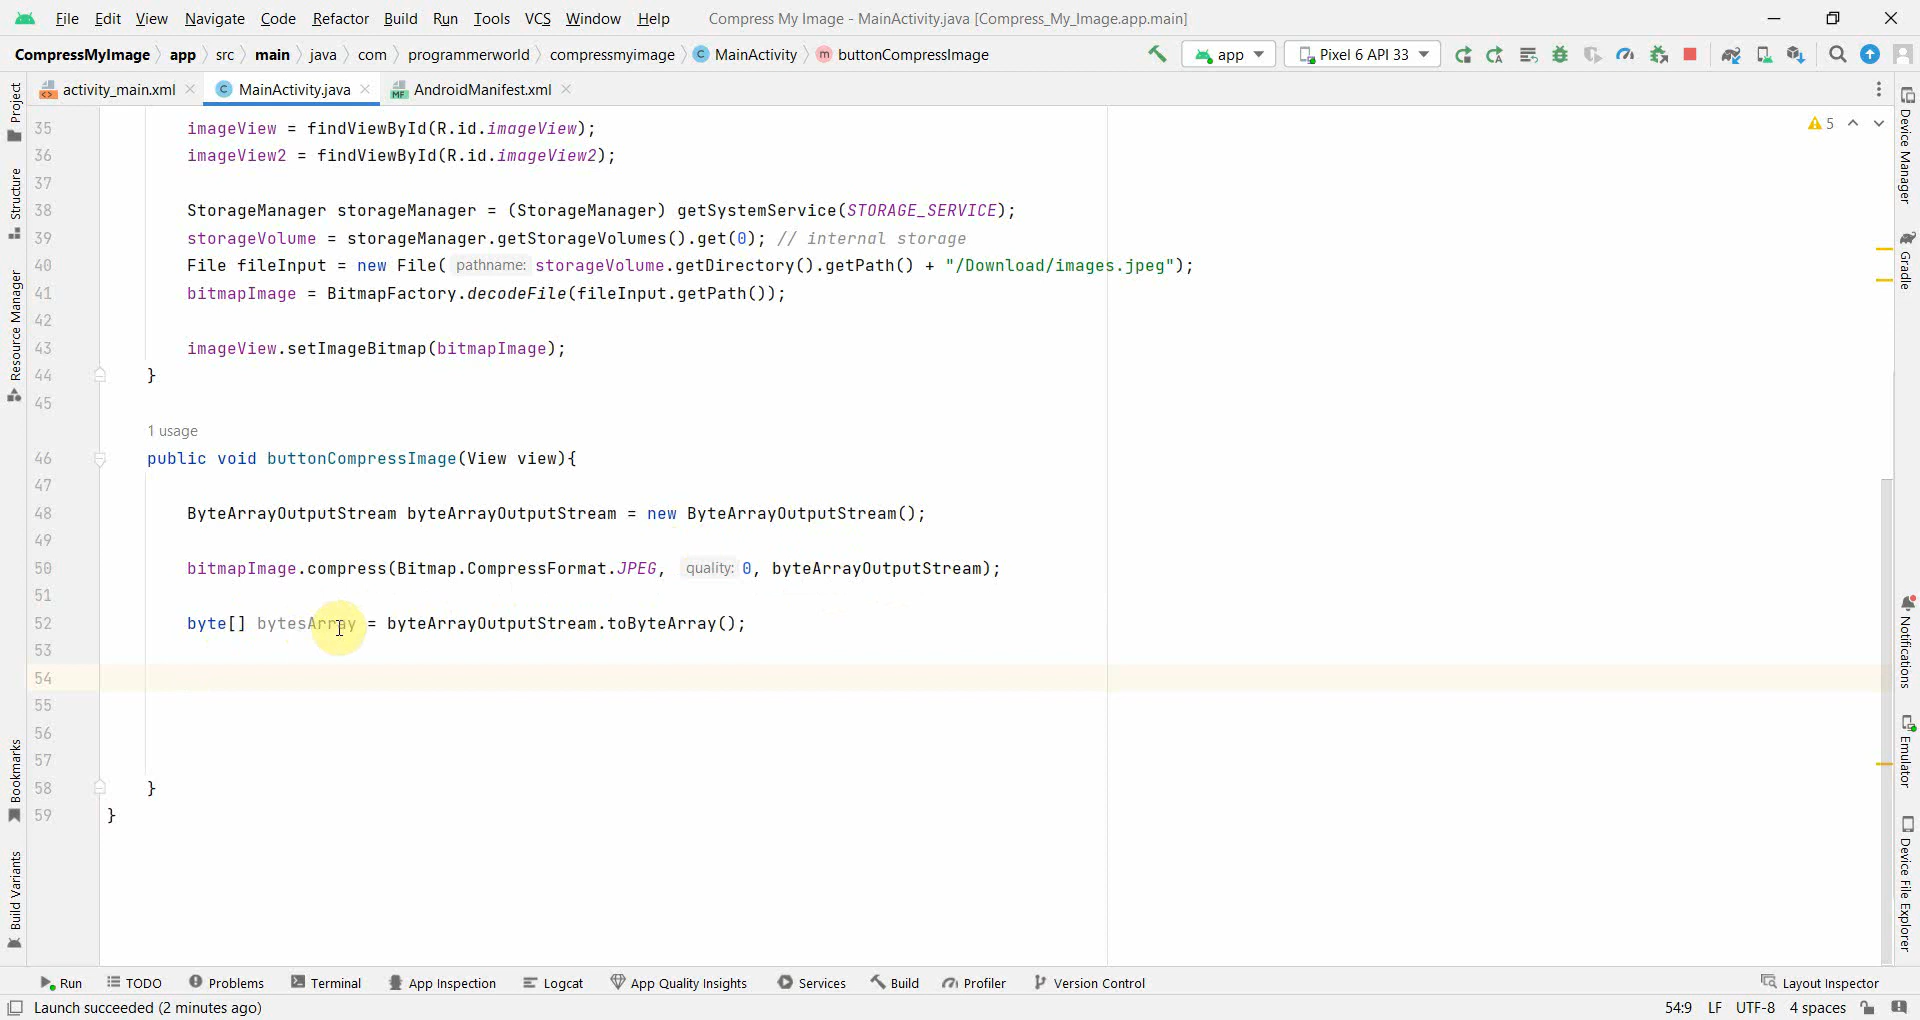 File Edit View Navigate Code Refactor Build Run Tools VCS Window Help Compress My Image - MainActivity.java [Compress_My_Image.app.main]
CompressMyImage app src main java com programmerworld compressmyimage C MainActivity m buttonCompressImage app Pixel 6 API 33
activity_main.xml C MainActivity.java MF AndroidManifest.xml
5
35 imageView = findViewById(R.id.imageView);
36 imageView2 = findViewById(R.id.imageView2);
37
38 StorageManager storageManager = (StorageManager) getSystemService(STORAGE_SERVICE);
39 storageVolume = storageManager.getStorageVolumes().get(0); // internal storage
40 File fileInput = new File( pathname: storageVolume.getDirectory().getPath() + "/Download/images.jpeg");
41 bitmapImage = BitmapFactory.decodeFile(fileInput.getPath());
42
43 imageView.setImageBitmap(bitmapImage);
44 }
45
1 usage
46 public void buttonCompressImage(View view){
47
48 ByteArrayOutputStream byteArrayOutputStream = new ByteArrayOutputStream();
49
50 bitmapImage.compress(Bitmap.CompressFormat.JPEG, quality: 0, byteArrayOutputStream);
51
52 byte[] bytesArray = byteArrayOutputStream.toByteArray();
53
54
55
56
57
58 }
59 }
Project
Structure
Resource Manager
Bookmarks
Build Variants
Device Manager
Gradle
Notifications
Emulator
Device File Explorer
Run TODO Problems Terminal App Inspection Logcat App Quality Insights Services Build Profiler Version Control Layout Inspector
Launch succeeded (2 minutes ago) 54:9 LF UTF-8 4 spaces